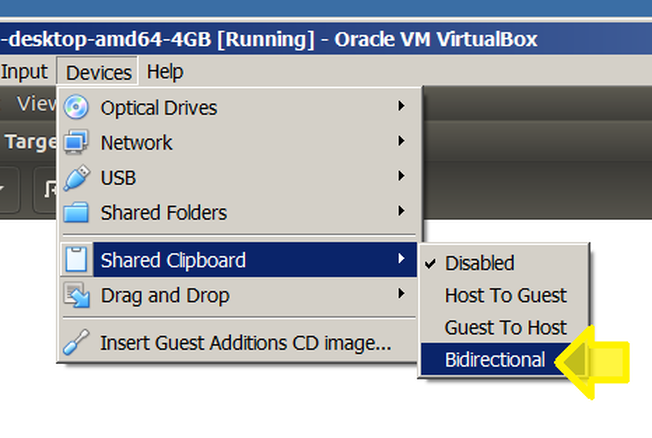 -desktop-amd64-4GB [Running] - Oracle VM VirtualBox
Input Devices Help
View
Targe
Optical Drives
Network
USB
Shared Folders
Shared Clipboard
Drag and Drop
Insert Guest Additions CD image...
Disabled
Host To Guest
Guest To Host
Bidirectional